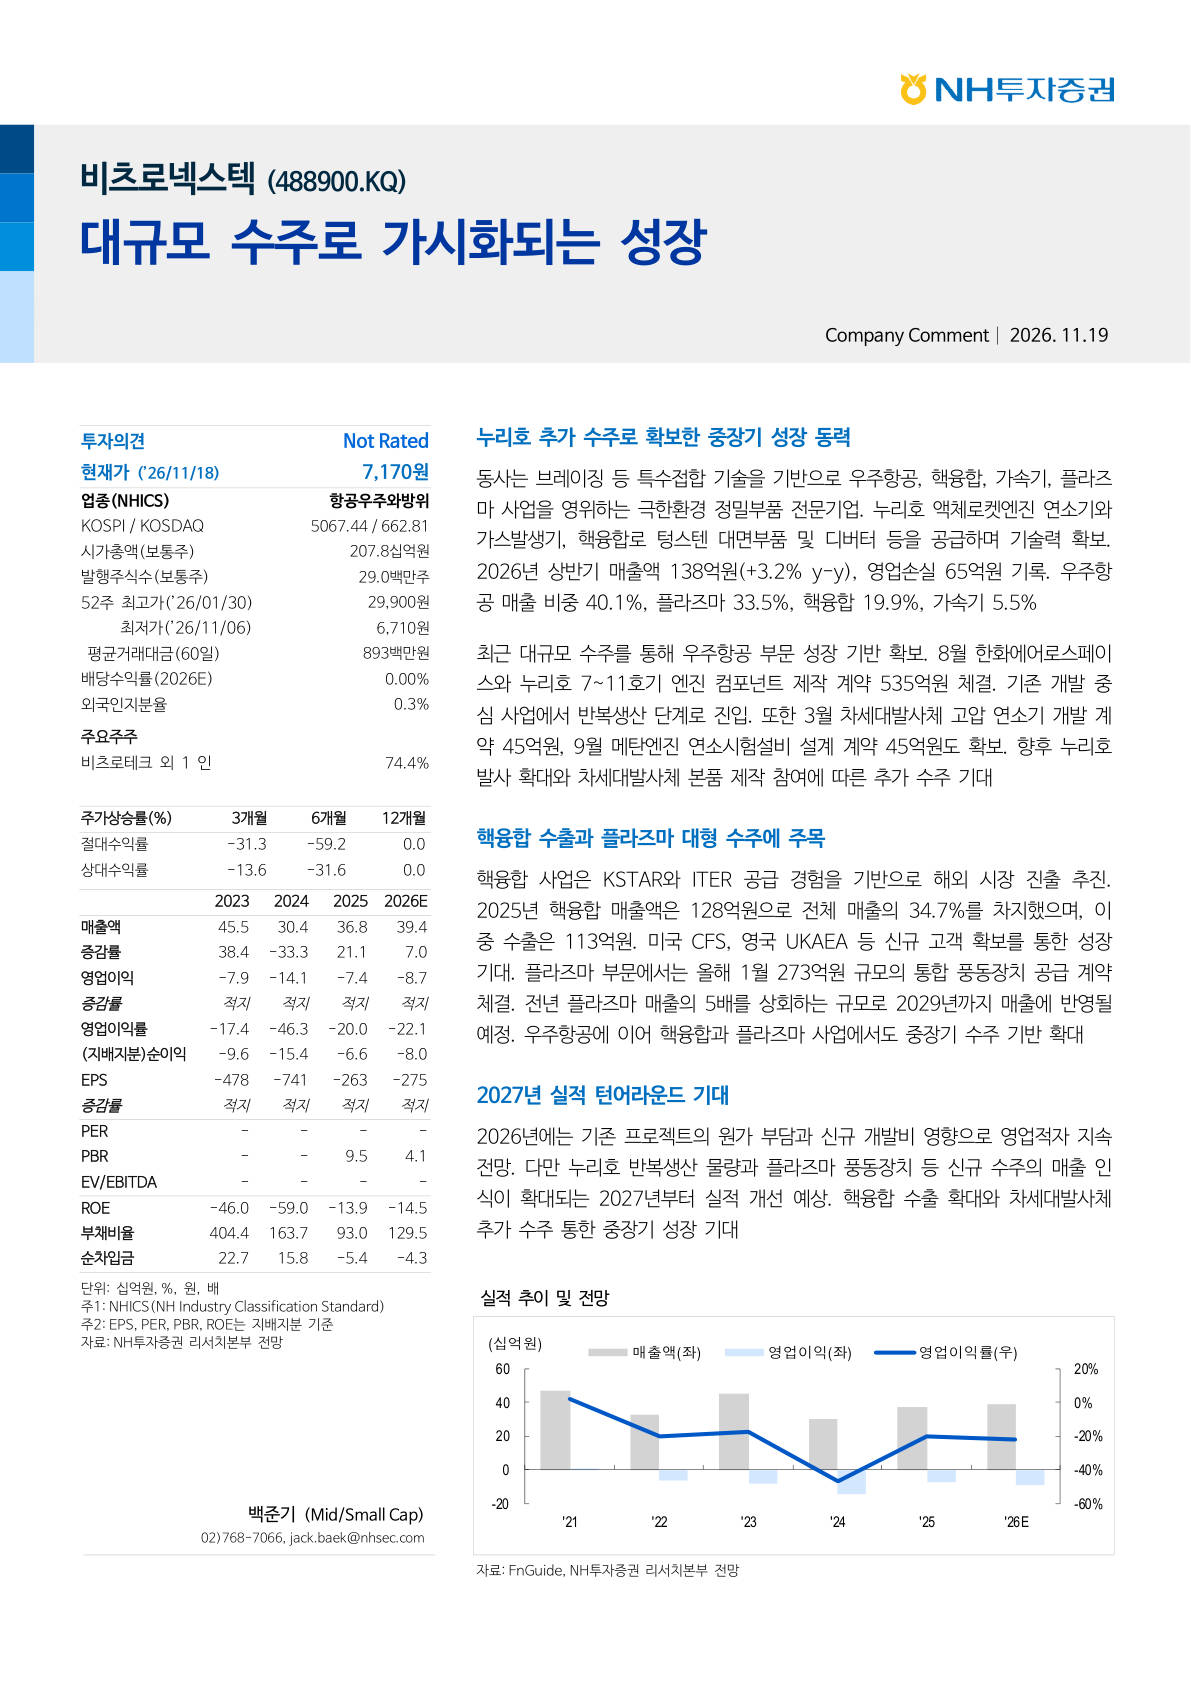 NH투자증권
비츠로넥스텍 (488900.KQ)
대규모 수주로 가시화되는 성장
Company Comment | 2026. 11.19
투자의견 Not Rated
현재가 ('26/11/18) 7,170원
업종(NHICS) 항공우주와방위
KOSPI / KOSDAQ 5067.44 / 662.81
시가총액(보통주) 207.8십억원
발행주식수(보통주) 29.0백만주
52주 최고가('26/01/30) 29,900원
최저가('26/11/06) 6,710원
평균거래대금(60일) 893백만원
배당수익률(2026E) 0.00%
외국인지분율 0.3%
주요주주
비츠로테크 외 1 인 74.4%
주가상승률(%) 3개월 6개월 12개월
절대수익률 -31.3 -59.2 0.0
상대수익률 -13.6 -31.6 0.0
2023 2024 2025 2026E
매출액 45.5 30.4 36.8 39.4
증감률 38.4 -33.3 21.1 7.0
영업이익 -7.9 -14.1 -7.4 -8.7
증감률 적지 적지 적지 적지
영업이익률 -17.4 -46.3 -20.0 -22.1
(지배지분)순이익 -9.6 -15.4 -6.6 -8.0
EPS -478 -741 -263 -275
증감률 적지 적지 적지 적지
PER - - - -
PBR - - 9.5 4.1
EV/EBITDA - - - -
ROE -46.0 -59.0 -13.9 -14.5
부채비율 404.4 163.7 93.0 129.5
순차입금 22.7 15.8 -5.4 -4.3
단위: 십억원, %, 원, 배
주1: NHICS(NH Industry Classification Standard)
주2: EPS, PER, PBR, ROE는 지배지분 기준
자료: NH투자증권 리서치본부 전망
백준기 (Mid/Small Cap)
02)768-7066, jack.baek@nhsec.com
누리호 추가 수주로 확보한 중장기 성장 동력
동사는 브레이징 등 특수접합 기술을 기반으로 우주항공, 핵융합, 가속기, 플라즈
마 사업을 영위하는 극한환경 정밀부품 전문기업. 누리호 액체로켓엔진 연소기와
가스발생기, 핵융합로 텅스텐 대면부품 및 디버터 등을 공급하며 기술력 확보.
2026년 상반기 매출액 138억원(+3.2% y-y), 영업손실 65억원 기록. 우주항
공 매출 비중 40.1%, 플라즈마 33.5%, 핵융합 19.9%, 가속기 5.5%
최근 대규모 수주를 통해 우주항공 부문 성장 기반 확보. 8월 한화에어로스페이
스와 누리호 7~11호기 엔진 컴포넌트 제작 계약 535억원 체결. 기존 개발 중
심 사업에서 반복생산 단계로 진입. 또한 3월 차세대발사체 고압 연소기 개발 계
약 45억원, 9월 메탄엔진 연소시험설비 설계 계약 45억원도 확보. 향후 누리호
발사 확대와 차세대발사체 본품 제작 참여에 따른 추가 수주 기대
핵융합 수출과 플라즈마 대형 수주에 주목
핵융합 사업은 KSTAR와 ITER 공급 경험을 기반으로 해외 시장 진출 추진.
2025년 핵융합 매출액은 128억원으로 전체 매출의 34.7%를 차지했으며, 이
중 수출은 113억원. 미국 CFS, 영국 UKAEA 등 신규 고객 확보를 통한 성장
기대. 플라즈마 부문에서는 올해 1월 273억원 규모의 통합 풍동장치 공급 계약
체결. 전년 플라즈마 매출의 5배를 상회하는 규모로 2029년까지 매출에 반영될
예정. 우주항공에 이어 핵융합과 플라즈마 사업에서도 중장기 수주 기반 확대
2027년 실적 턴어라운드 기대
2026년에는 기존 프로젝트의 원가 부담과 신규 개발비 영향으로 영업적자 지속
전망. 다만 누리호 반복생산 물량과 플라즈마 풍동장치 등 신규 수주의 매출 인
식이 확대되는 2027년부터 실적 개선 예상. 핵융합 수출 확대와 차세대발사체
추가 수주 통한 중장기 성장 기대
실적 추이 및 전망
(십억원) 매출액(좌) 영업이익(좌) 영업이익률(우)
60 20%
40 0%
20 -20%
0 -40%
-20 -60%
'21 '22 '23 '24 '25 '26E
자료: FnGuide, NH투자증권 리서치본부 전망